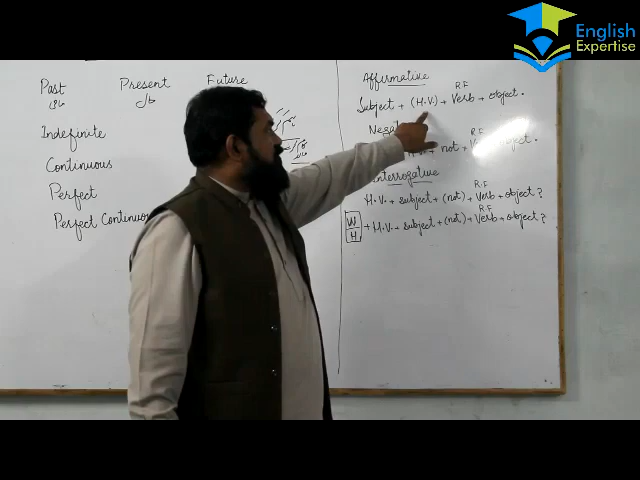 English
Expertise
Past Present Future
Indefinite
Continuous
Perfect
Perfect Continuous
Affirmative
R.F
Subject + (H.V.) + Verb + object.
R.F
not + object.
Interrogative
R.F
H.V. + subject + (not) + Verb + object?
R.F
W/H + H.V. + subject + (not) + Verb + object?